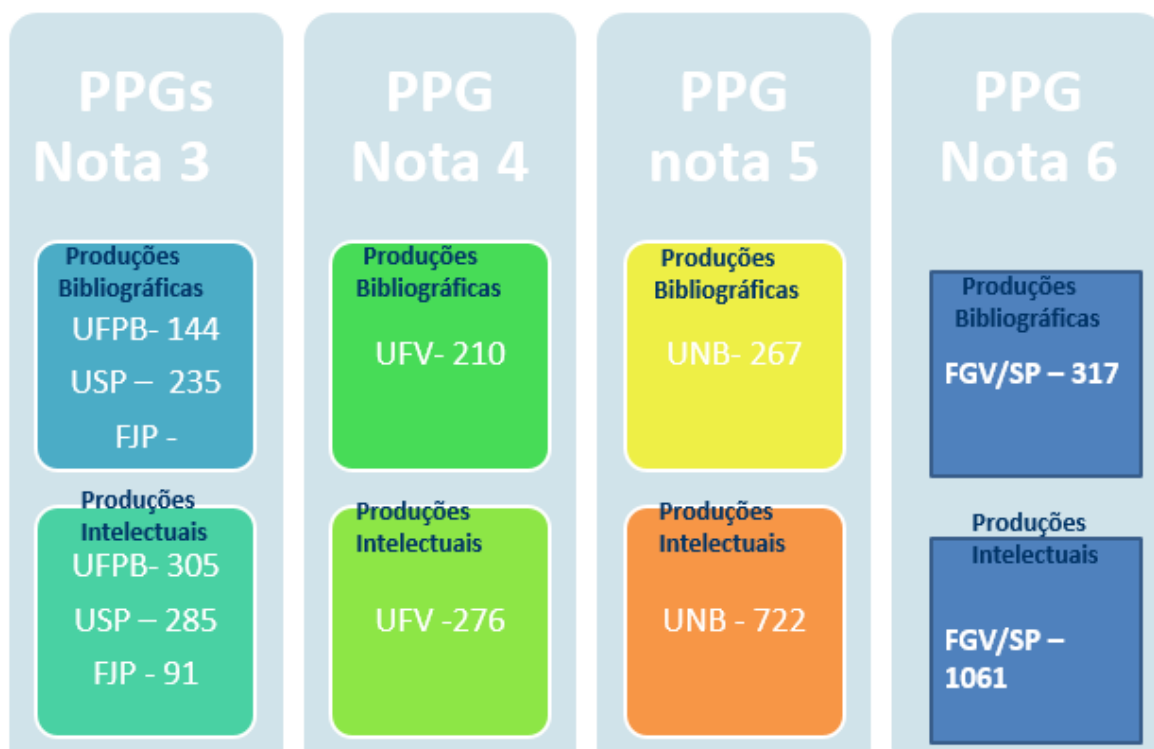 PPGs
Nota 3
Produções
Bibliográficas
UFPB- 144
USP – 235
FJP -
Produções
Intelectuais
UFPB- 305
USP – 285
FJP - 91
PPG
Nota 4
Produções
Bibliográficas
UFV- 210
Produções
Intelectuais
UFV -276
PPG
nota 5
Produções
Bibliográficas
UNB- 267
Produções
Intelectuais
UNB - 722
PPG
Nota 6
Produções
Bibliográficas
FGV/SP – 317
Produções
Intelectuais
FGV/SP –
1061